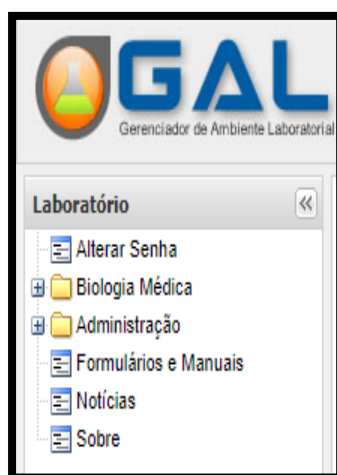 GAL
Gerenciador de Ambiente Laboratorial
Laboratório
Alterar Senha
Biologia Médica
Administração
Formulários e Manuais
Notícias
Sobre